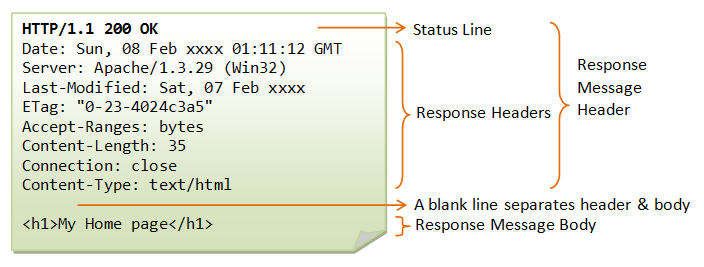 HTTP/1.1 200 OK
Date: Sun, 08 Feb xxxx 01:11:12 GMT
Server: Apache/1.3.29 (Win32)
Last-Modified: Sat, 07 Feb xxxx
ETag: "0-23-4024c3a5"
Accept-Ranges: bytes
Content-Length: 35
Connection: close
Content-Type: text/html
<h1>My Home page</h1>
Status Line
Response Headers
Response
Message
Header
A blank line separates header & body
Response Message Body